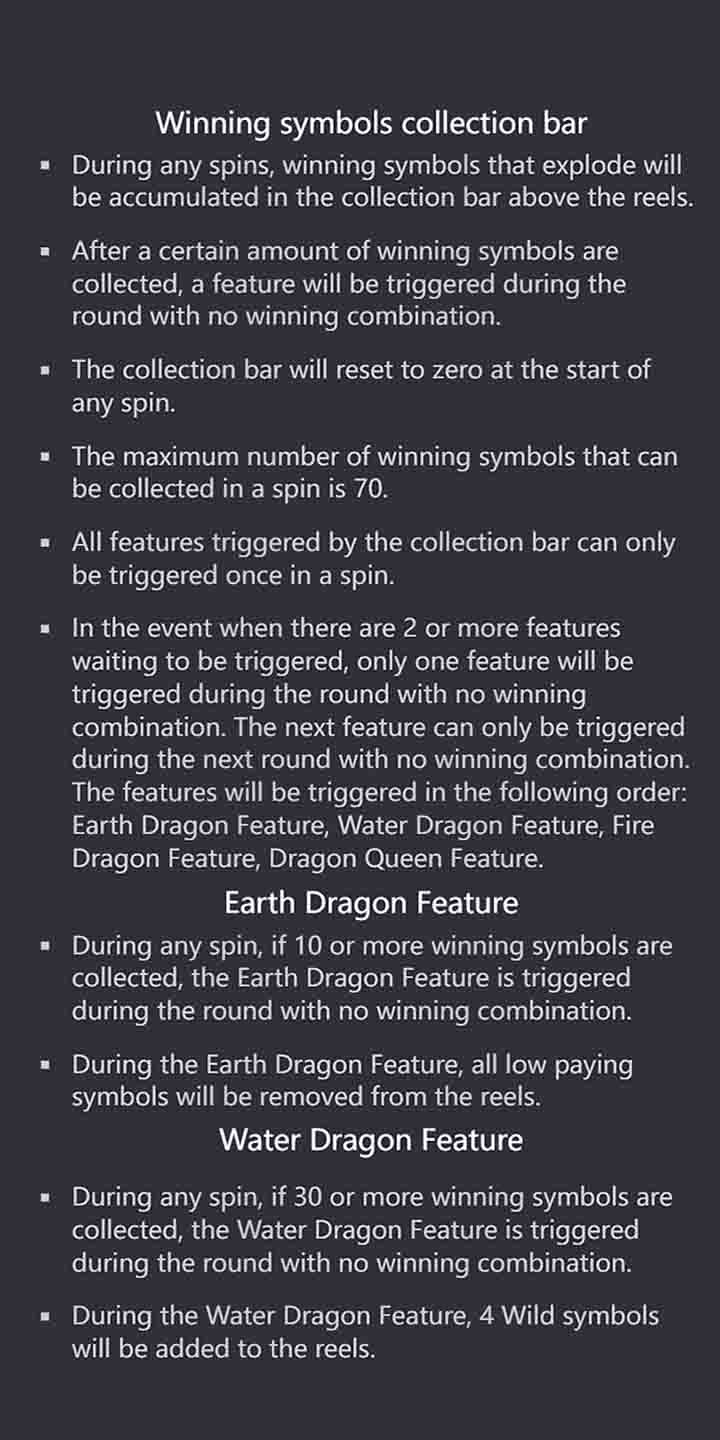 Winning symbols collection bar
▪ During any spins, winning symbols that explode will
be accumulated in the collection bar above the reels.
▪ After a certain amount of winning symbols are
collected, a feature will be triggered during the
round with no winning combination.
▪ The collection bar will reset to zero at the start of
any spin.
▪ The maximum number of winning symbols that can
be collected in a spin is 70.
▪ All features triggered by the collection bar can only
be triggered once in a spin.
▪ In the event when there are 2 or more features
waiting to be triggered, only one feature will be
triggered during the round with no winning
combination. The next feature can only be triggered
during the next round with no winning combination.
The features will be triggered in the following order:
Earth Dragon Feature, Water Dragon Feature, Fire
Dragon Feature, Dragon Queen Feature.
Earth Dragon Feature
▪ During any spin, if 10 or more winning symbols are
collected, the Earth Dragon Feature is triggered
during the round with no winning combination.
▪ During the Earth Dragon Feature, all low paying
symbols will be removed from the reels.
Water Dragon Feature
▪ During any spin, if 30 or more winning symbols are
collected, the Water Dragon Feature is triggered
during the round with no winning combination.
▪ During the Water Dragon Feature, 4 Wild symbols
will be added to the reels.